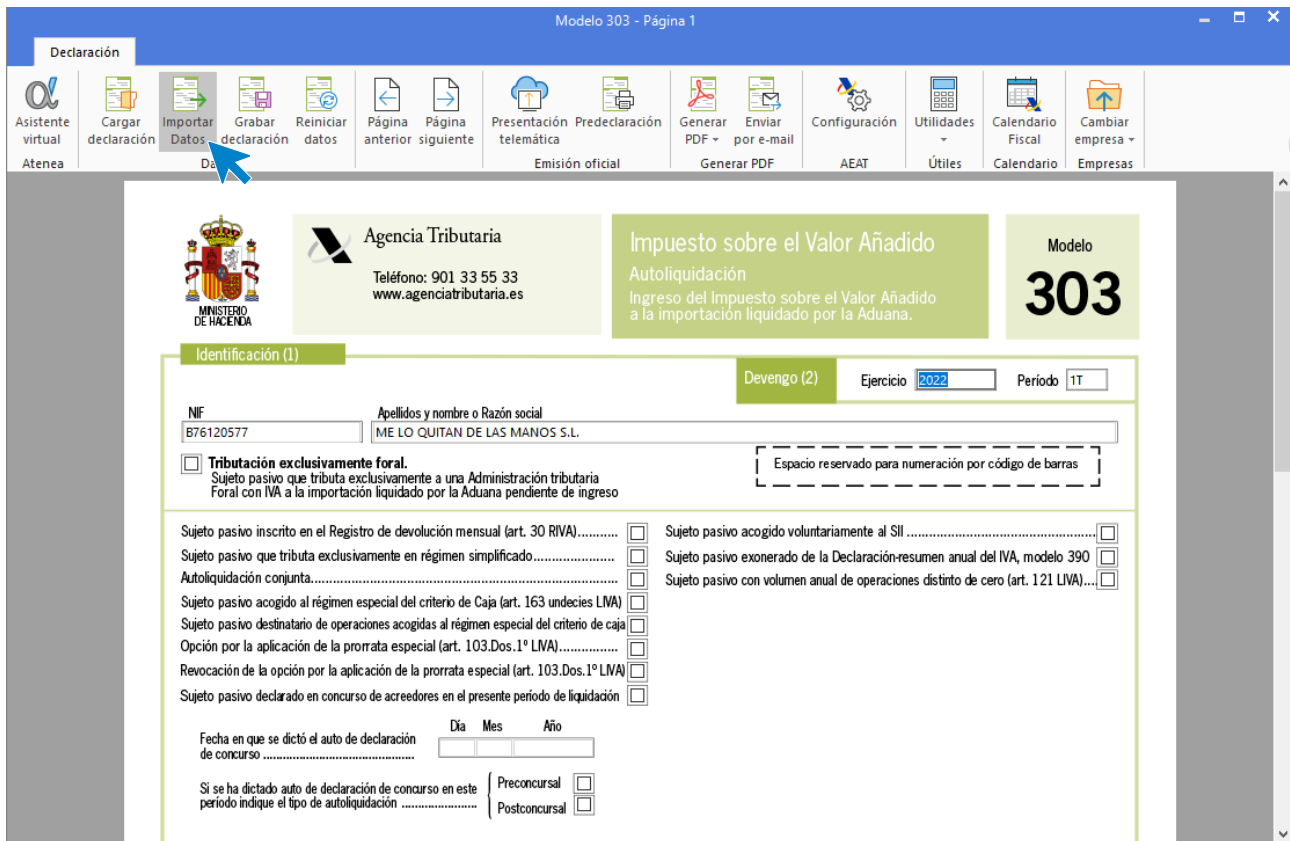 Modelo 303 - Página 1
Declaración
Asistente virtual
Cargar declaración
Importar Datos
Grabar declaración
Reiniciar datos
Página anterior
Página siguiente
Presentación telemática
Predeclaración
Generar PDF
Enviar por e-mail
Configuración
Utilidades
Calendario Fiscal
Cambiar empresa
Atenea
Emisión oficial
Generar PDF
AEAT
Útiles
Calendario
Empresas
MINISTERIO
DE HACIENDA
Agencia Tributaria
Teléfono: 901 33 55 33
www.agenciatributaria.es
Impuesto sobre el Valor Añadido
Autoliquidación
Ingreso del Impuesto sobre el Valor Añadido
a la importación liquidado por la Aduana.
Modelo
303
Identificación (1)
Devengo (2)
Ejercicio 2022
Período 1T
NIF
Apellidos y nombre o Razón social
B76120577
ME LO QUITAN DE LAS MANOS S.L.
Tributación exclusivamente foral.
Sujeto pasivo que tributa exclusivamente a una Administración tributaria
Foral con IVA a la importación liquidado por la Aduana pendiente de ingreso
Espacio reservado para numeración por código de barras
Sujeto pasivo inscrito en el Registro de devolución mensual (art. 30 RIVA)...........
Sujeto pasivo que tributa exclusivamente en régimen simplificado.....................
Autoliquidación conjunta.....................................................................................
Sujeto pasivo acogido al régimen especial del criterio de Caja (art. 163 undecies LIVA)
Sujeto pasivo destinatario de operaciones acogidas al régimen especial del criterio de caja
Opción por la aplicación de la prorrata especial (art. 103.Dos.1º LIVA)................
Revocación de la opción por la aplicación de la prorrata especial (art. 103.Dos.1º LIVA)
Sujeto pasivo declarado en concurso de acreedores en el presente período de liquidación
Sujeto pasivo acogido voluntariamente al SII.....................................................
Sujeto pasivo exonerado de la Declaración-resumen anual del IVA, modelo 390
Sujeto pasivo con volumen anual de operaciones distinto de cero (art. 121 LIVA)....
Día Mes Año
Fecha en que se dictó el auto de declaración
de concurso .................................................
Si se ha dictado auto de declaración de concurso en este
período indique el tipo de autoliquidación ........................
Preconcursal
Postconcursal